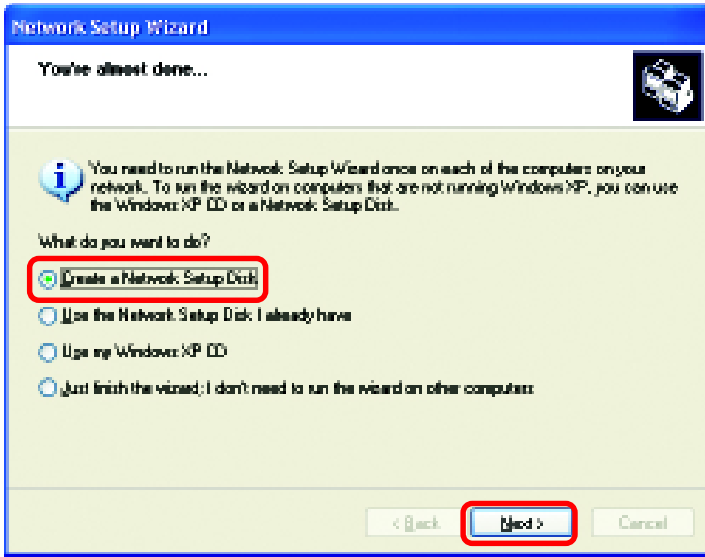 Network Setup Wizard
You're almost done...
You need to run the Network Setup Wizard once on each of the computers on your
network. To run the wizard on computers that are not running Windows XP, you can use
the Windows XP CD or a Network Setup Disk.
What do you want to do?
Create a Network Setup Disk
Use the Network Setup Disk I already have
Use my Windows XP CD
Just finish the wizard; I don't need to run the wizard on other computers
< Back
Next >
Cancel